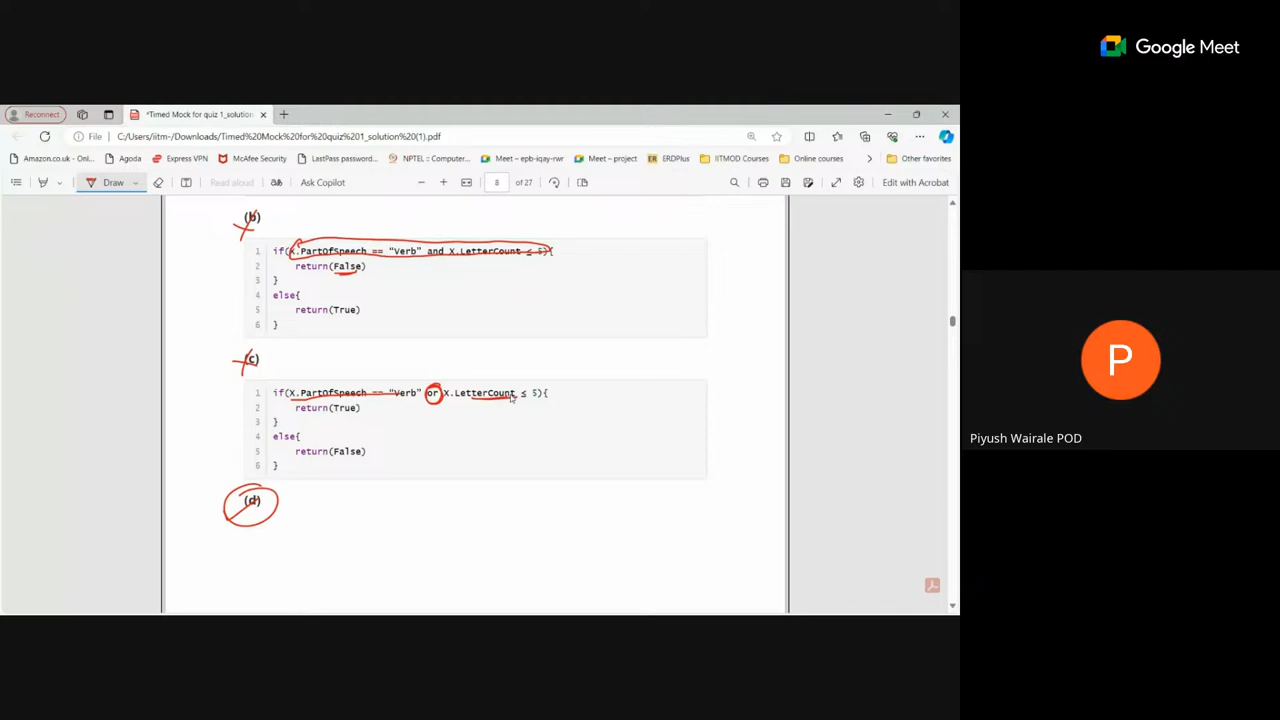 Google Meet
Reconnect
*Timed Mock for quiz 1_solution
File
C:/Users/iitm-/Downloads/Timed%20Mock%20for%20quiz%201_solution%20(1).pdf
Amazon.co.uk - Onl...
Agoda
Express VPN
McAfee Security
LastPass password...
NPTEL :: Computer...
Meet – epb-iqay-rwr
Meet – project
ER ERDPlus
IITMOD Courses
Online courses
Other favorites
Draw
Read aloud
Ask Copilot
8 of 27
Edit with Acrobat
(b)
1 if(X.PartOfSpeech == "Verb" and X.LetterCount ≤ 5){
2 return(False)
3 }
4 else{
5 return(True)
6 }
(c)
1 if(X.PartOfSpeech == "Verb" or X.LetterCount ≤ 5){
2 return(True)
3 }
4 else{
5 return(False)
6 }
(d)
P
Piyush Wairale POD